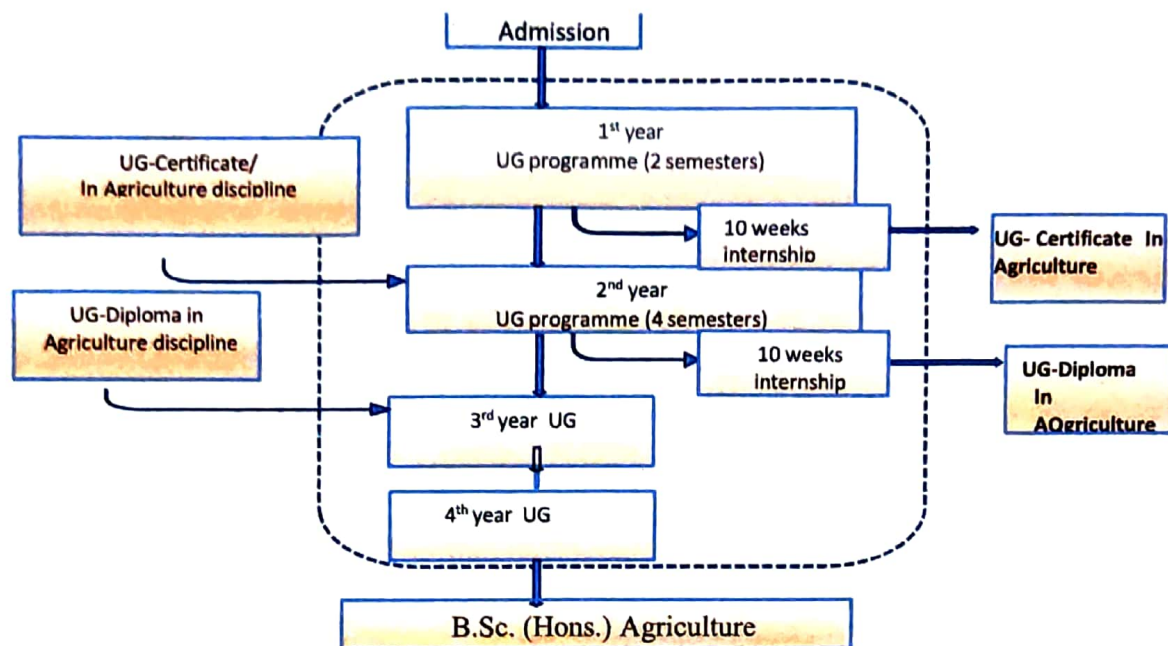 Admission
1st year
UG programme (2 semesters)
UG-Certificate/
In Agriculture discipline
10 weeks
internship
UG- Certificate In
Agriculture
2nd year
UG programme (4 semesters)
UG-Diploma in
Agriculture discipline
10 weeks
internship
UG-Diploma
In
AOgriculture
3rd year UG
4th year UG
B.Sc. (Hons.) Agriculture